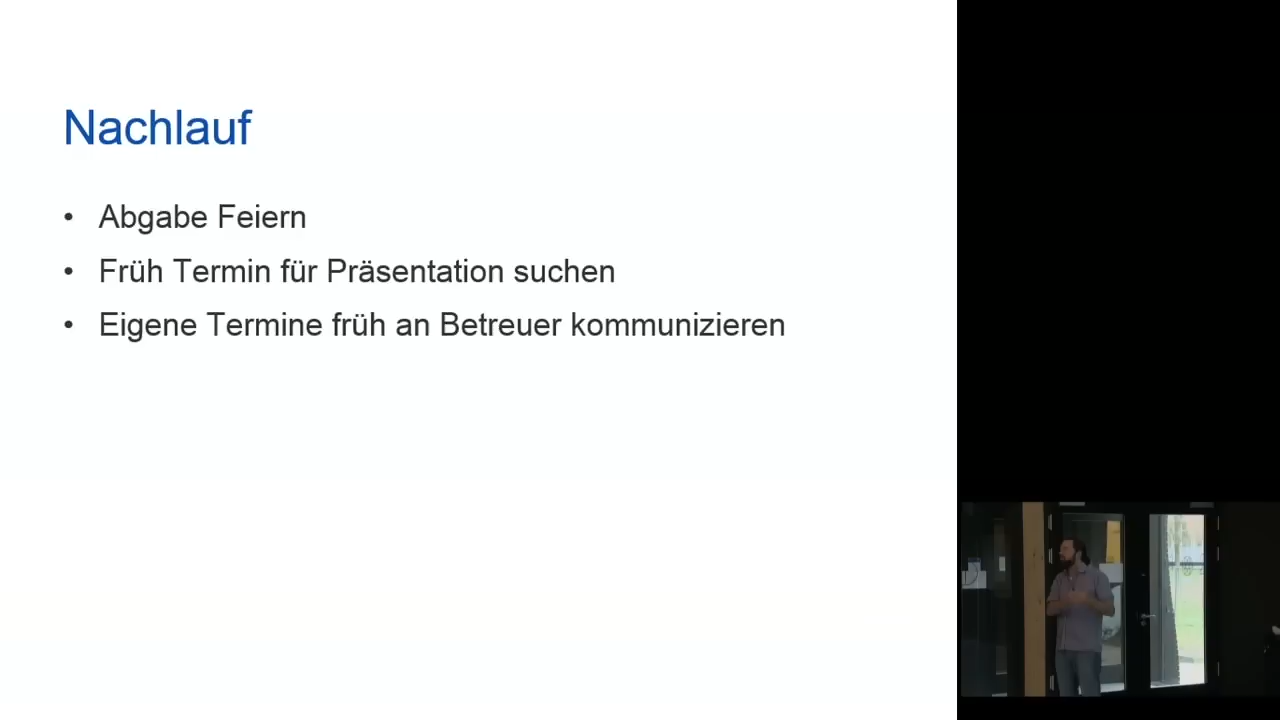 Nachlauf
• Abgabe Feiern
• Früh Termin für Präsentation suchen
• Eigene Termine früh an Betreuer kommunizieren